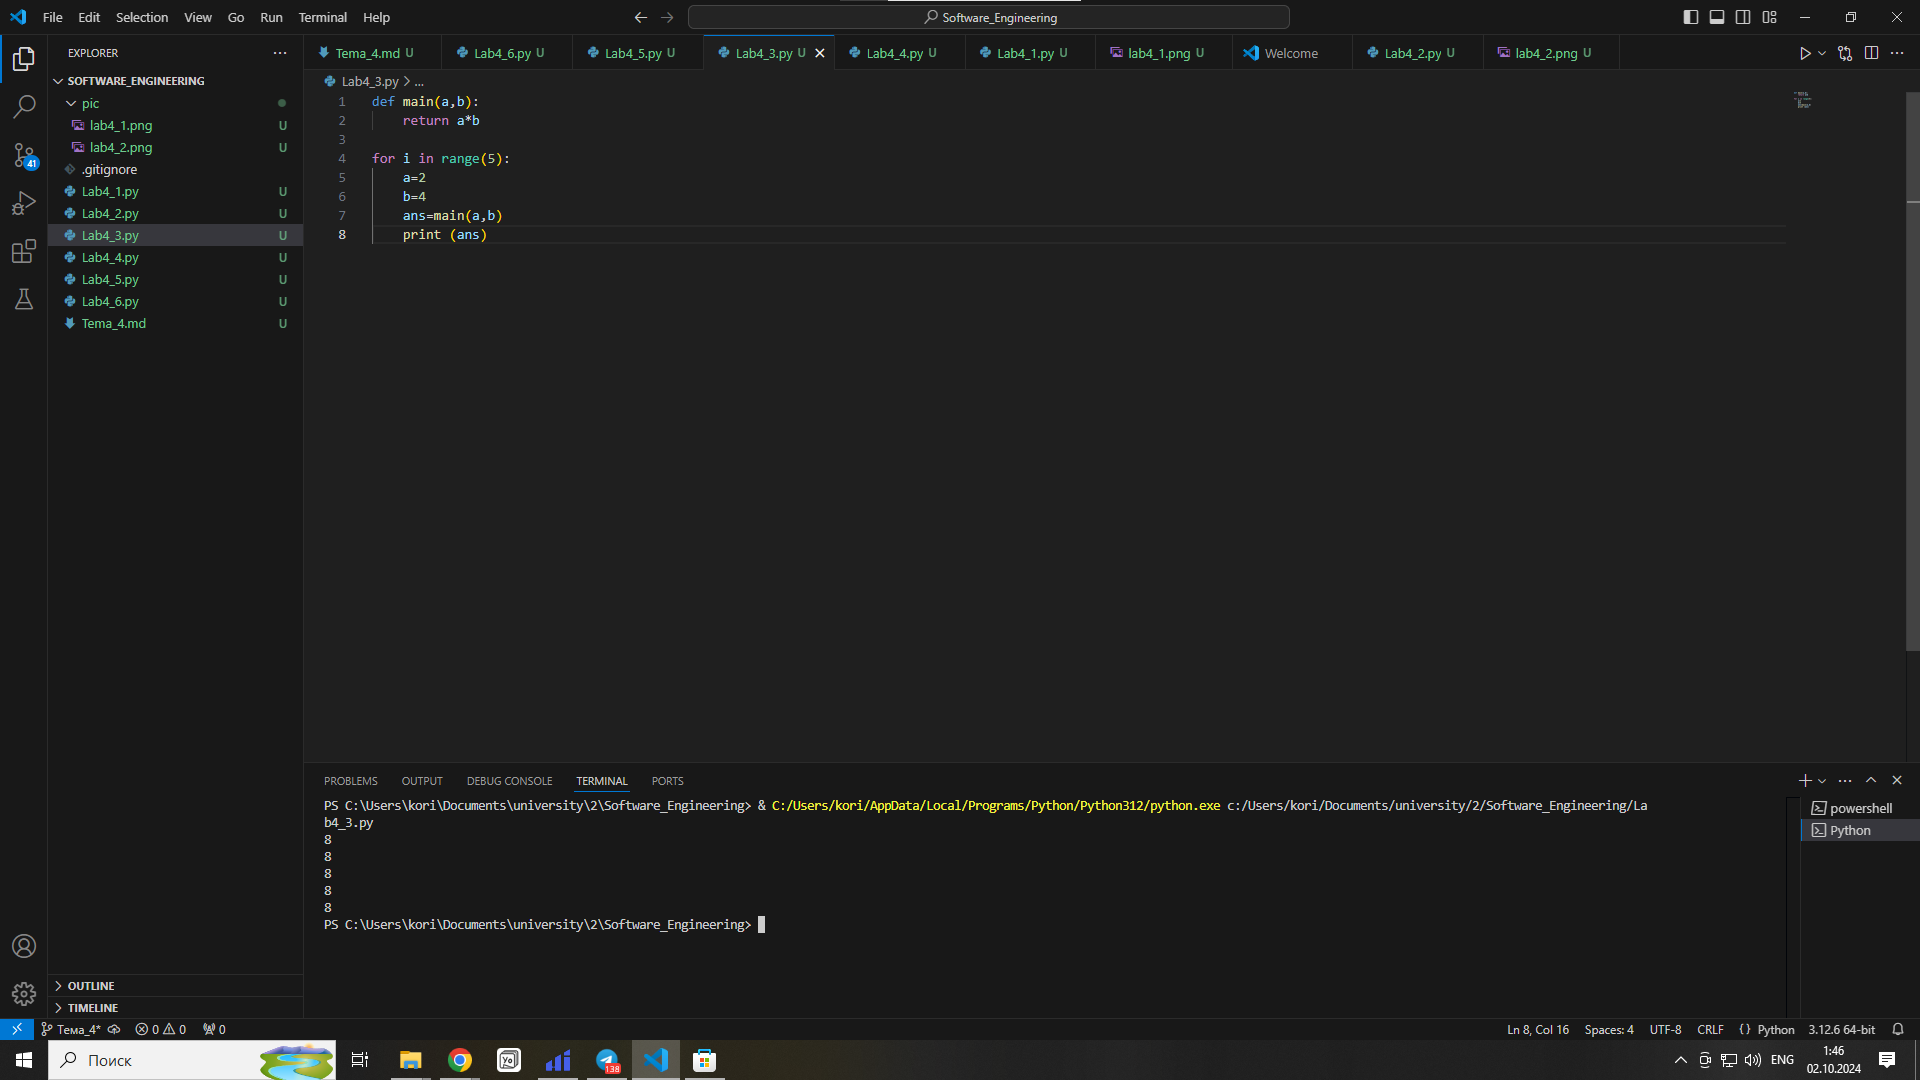 File Edit Selection View Go Run Terminal Help
Software_Engineering
EXPLORER
SOFTWARE_ENGINEERING
pic
lab4_1.png U
lab4_2.png U
.gitignore
Lab4_1.py U
Lab4_2.py U
Lab4_3.py U
Lab4_4.py U
Lab4_5.py U
Lab4_6.py U
Tema_4.md U
41
OUTLINE
TIMELINE
Tema_4.md U Lab4_6.py U Lab4_5.py U Lab4_3.py U Lab4_4.py U Lab4_1.py U lab4_1.png U Welcome Lab4_2.py U lab4_2.png U
Lab4_3.py > ...
1 def main(a,b):
2     return a*b
3
4 for i in range(5):
5     a=2
6     b=4
7     ans=main(a,b)
8     print (ans)
PROBLEMS OUTPUT DEBUG CONSOLE TERMINAL PORTS
PS C:\Users\kori\Documents\university\2\Software_Engineering> & C:/Users/kori/AppData/Local/Programs/Python/Python312/python.exe c:/Users/kori/Documents/university/2/Software_Engineering/La
b4_3.py
8
8
8
8
8
PS C:\Users\kori\Documents\university\2\Software_Engineering>
powershell
Python
Тема_4* 0 0 0
Ln 8, Col 16 Spaces: 4 UTF-8 CRLF {} Python 3.12.6 64-bit
Поиск
Yo
138
ENG
1:46
02.10.2024